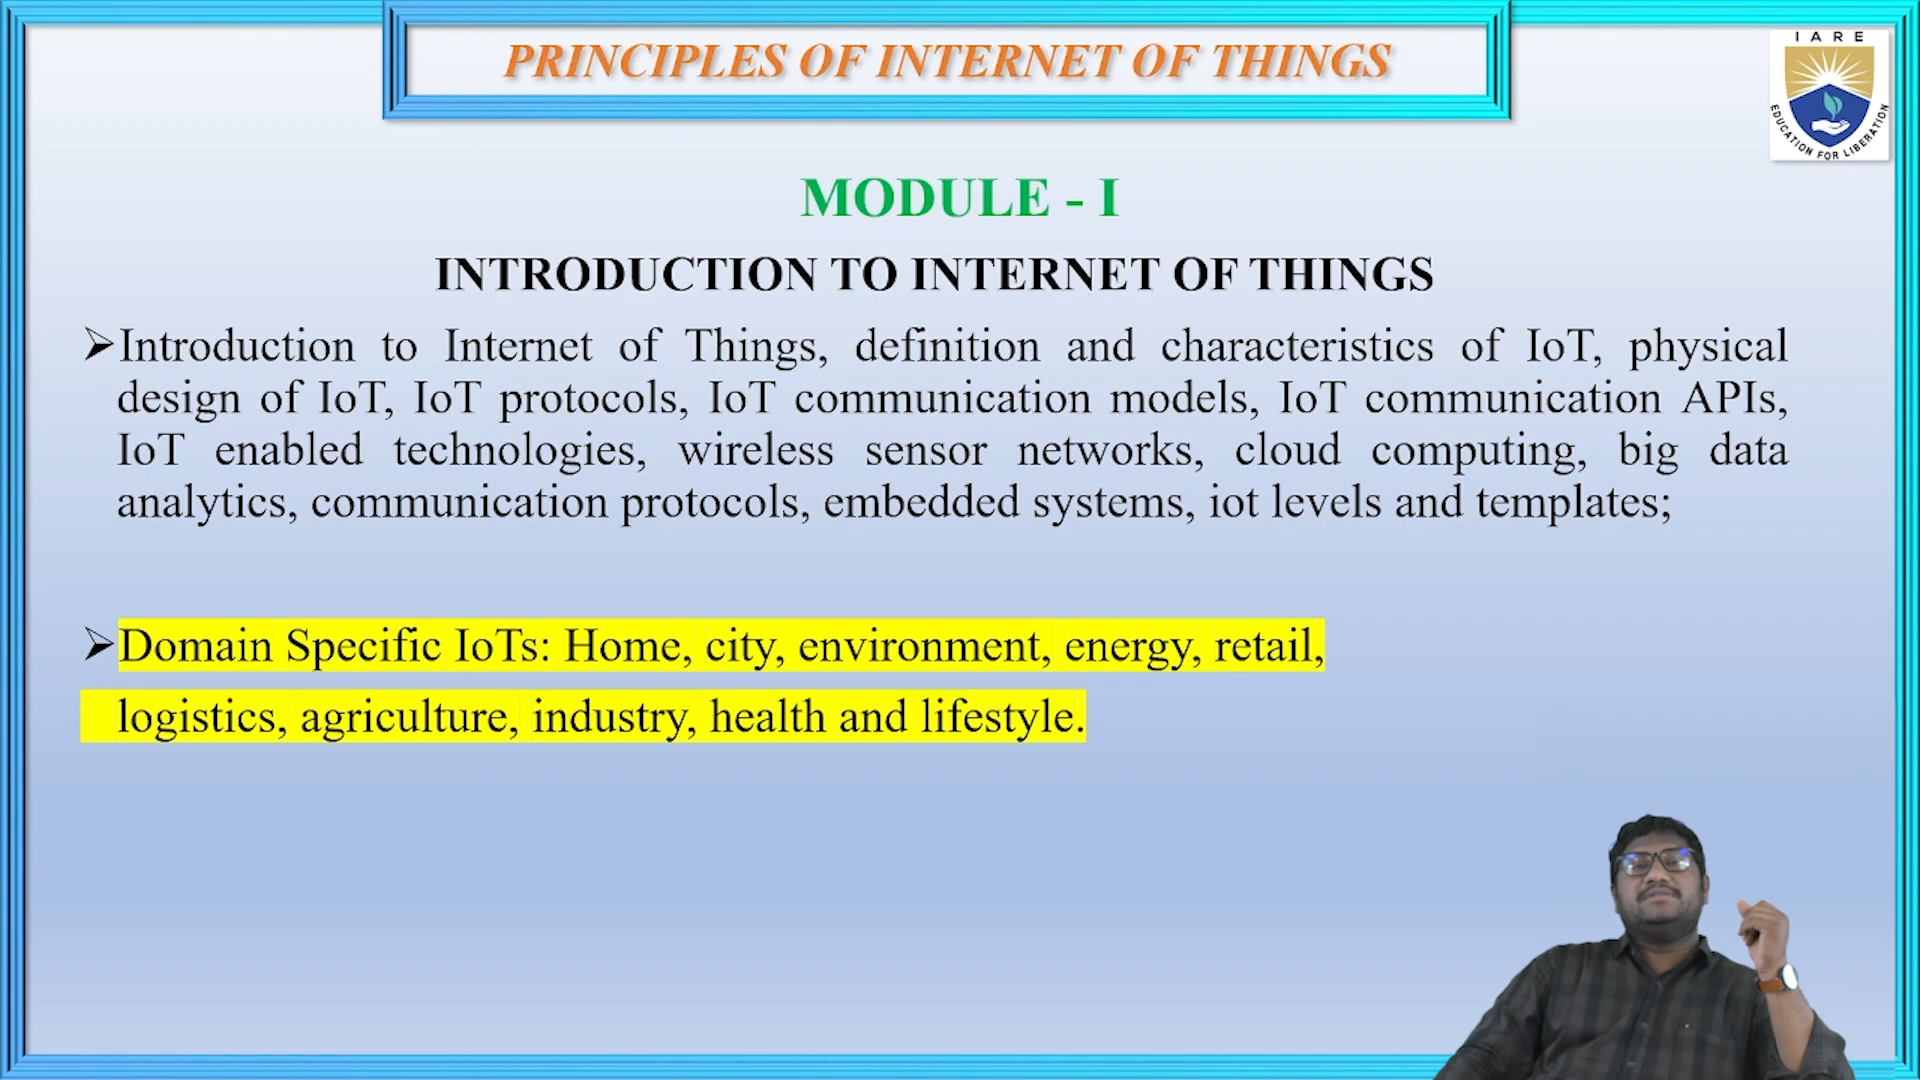 PRINCIPLES OF INTERNET OF THINGS
IARE
EDUCATION FOR LIBERATION
MODULE - I
INTRODUCTION TO INTERNET OF THINGS
➢Introduction to Internet of Things, definition and characteristics of IoT, physical
design of IoT, IoT protocols, IoT communication models, IoT communication APIs,
IoT enabled technologies, wireless sensor networks, cloud computing, big data
analytics, communication protocols, embedded systems, iot levels and templates;
➢Domain Specific IoTs: Home, city, environment, energy, retail,
logistics, agriculture, industry, health and lifestyle.